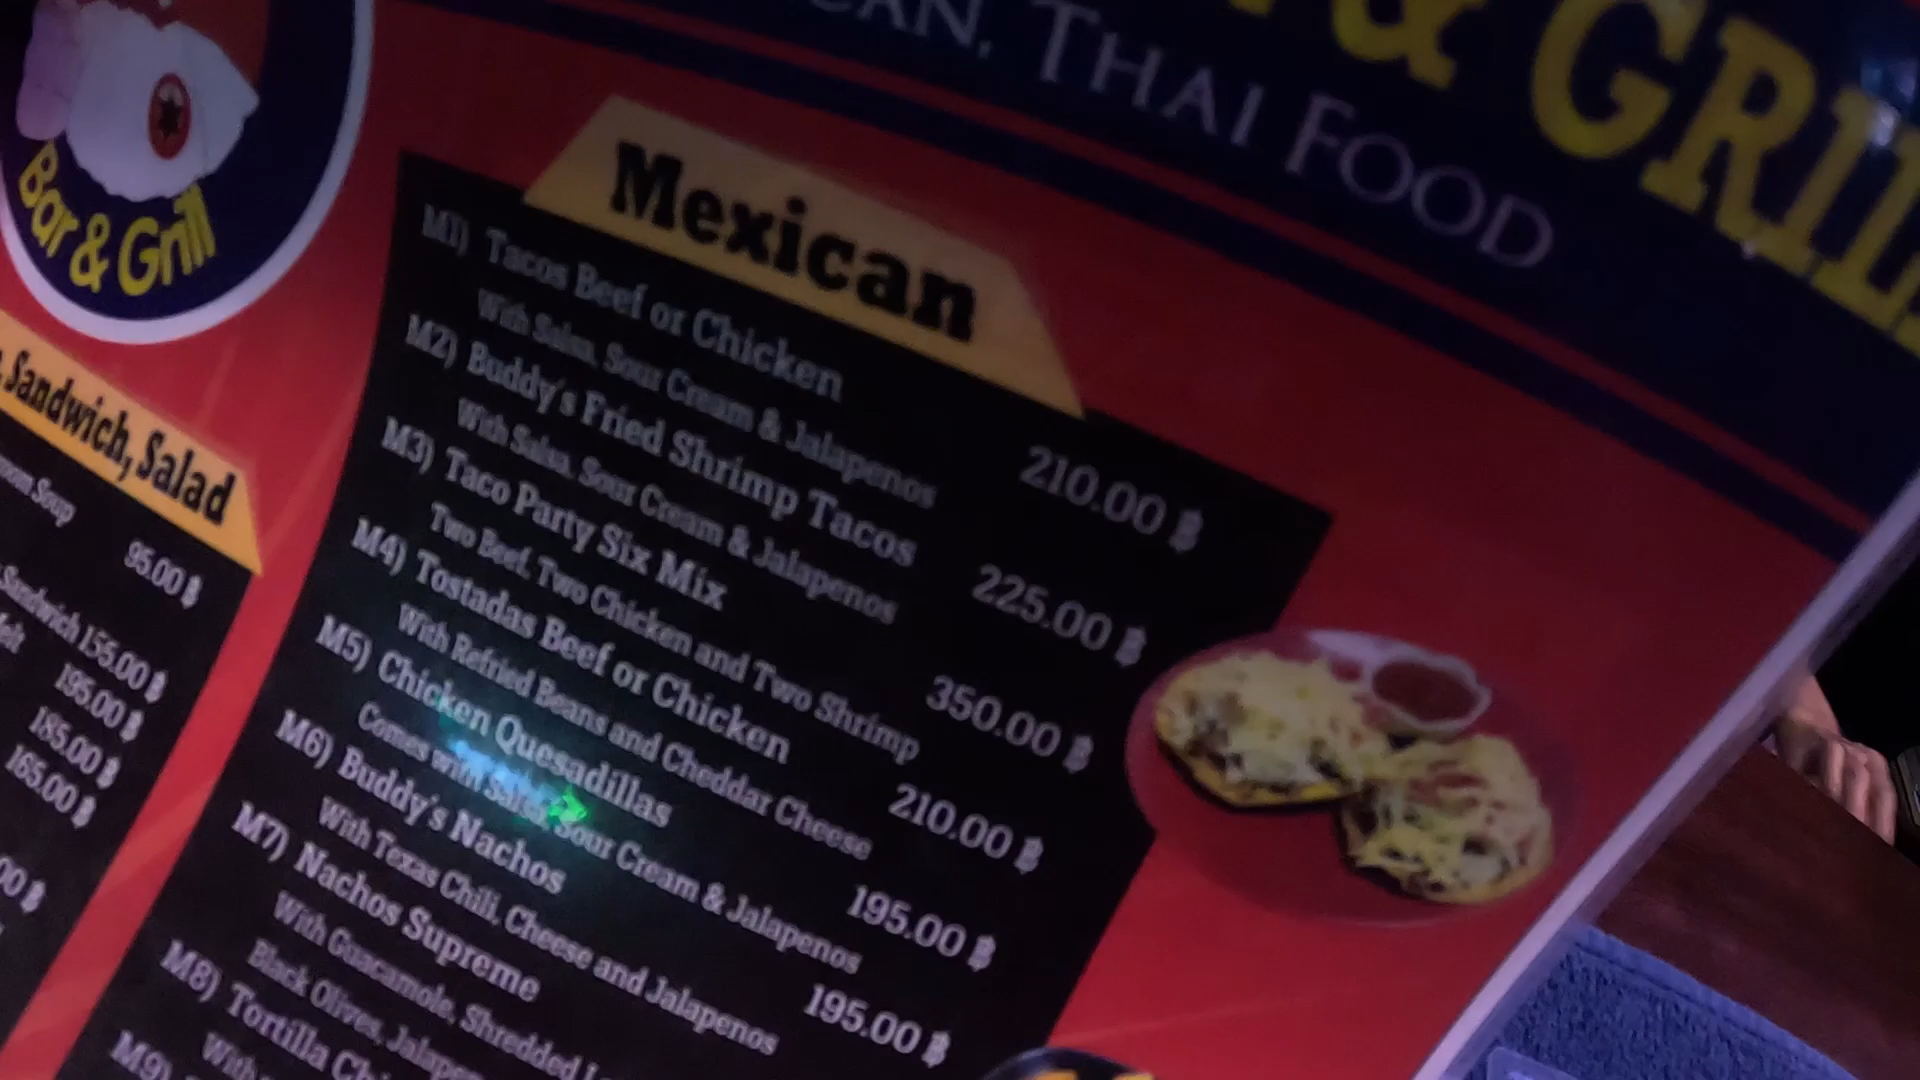 & GRILL
CAN, THAI FOOD
Bar & Grill
Mexican
M1) Tacos Beef or Chicken
With Salsa, Sour Cream & Jalapenos 210.00 ฿
M2) Buddy's Fried Shrimp Tacos
With Salsa, Sour Cream & Jalapenos 225.00 ฿
M3) Taco Party Six Mix
Two Beef, Two Chicken and Two Shrimp 350.00 ฿
M4) Tostadas Beef or Chicken
With Refried Beans and Cheddar Cheese 210.00 ฿
M5) Chicken Quesadillas
Comes with Salsa, Sour Cream & Jalapenos 195.00 ฿
M6) Buddy's Nachos
With Texas Chili, Cheese and Jalapenos 195.00 ฿
M7) Nachos Supreme
With Guacamole, Shredded
Black Olives,
M8) Tortilla
With
M9)
Sandwich, Salad
Soup
95.00 ฿
Sandwich 155.00 ฿
195.00 ฿
185.00 ฿
165.00 ฿